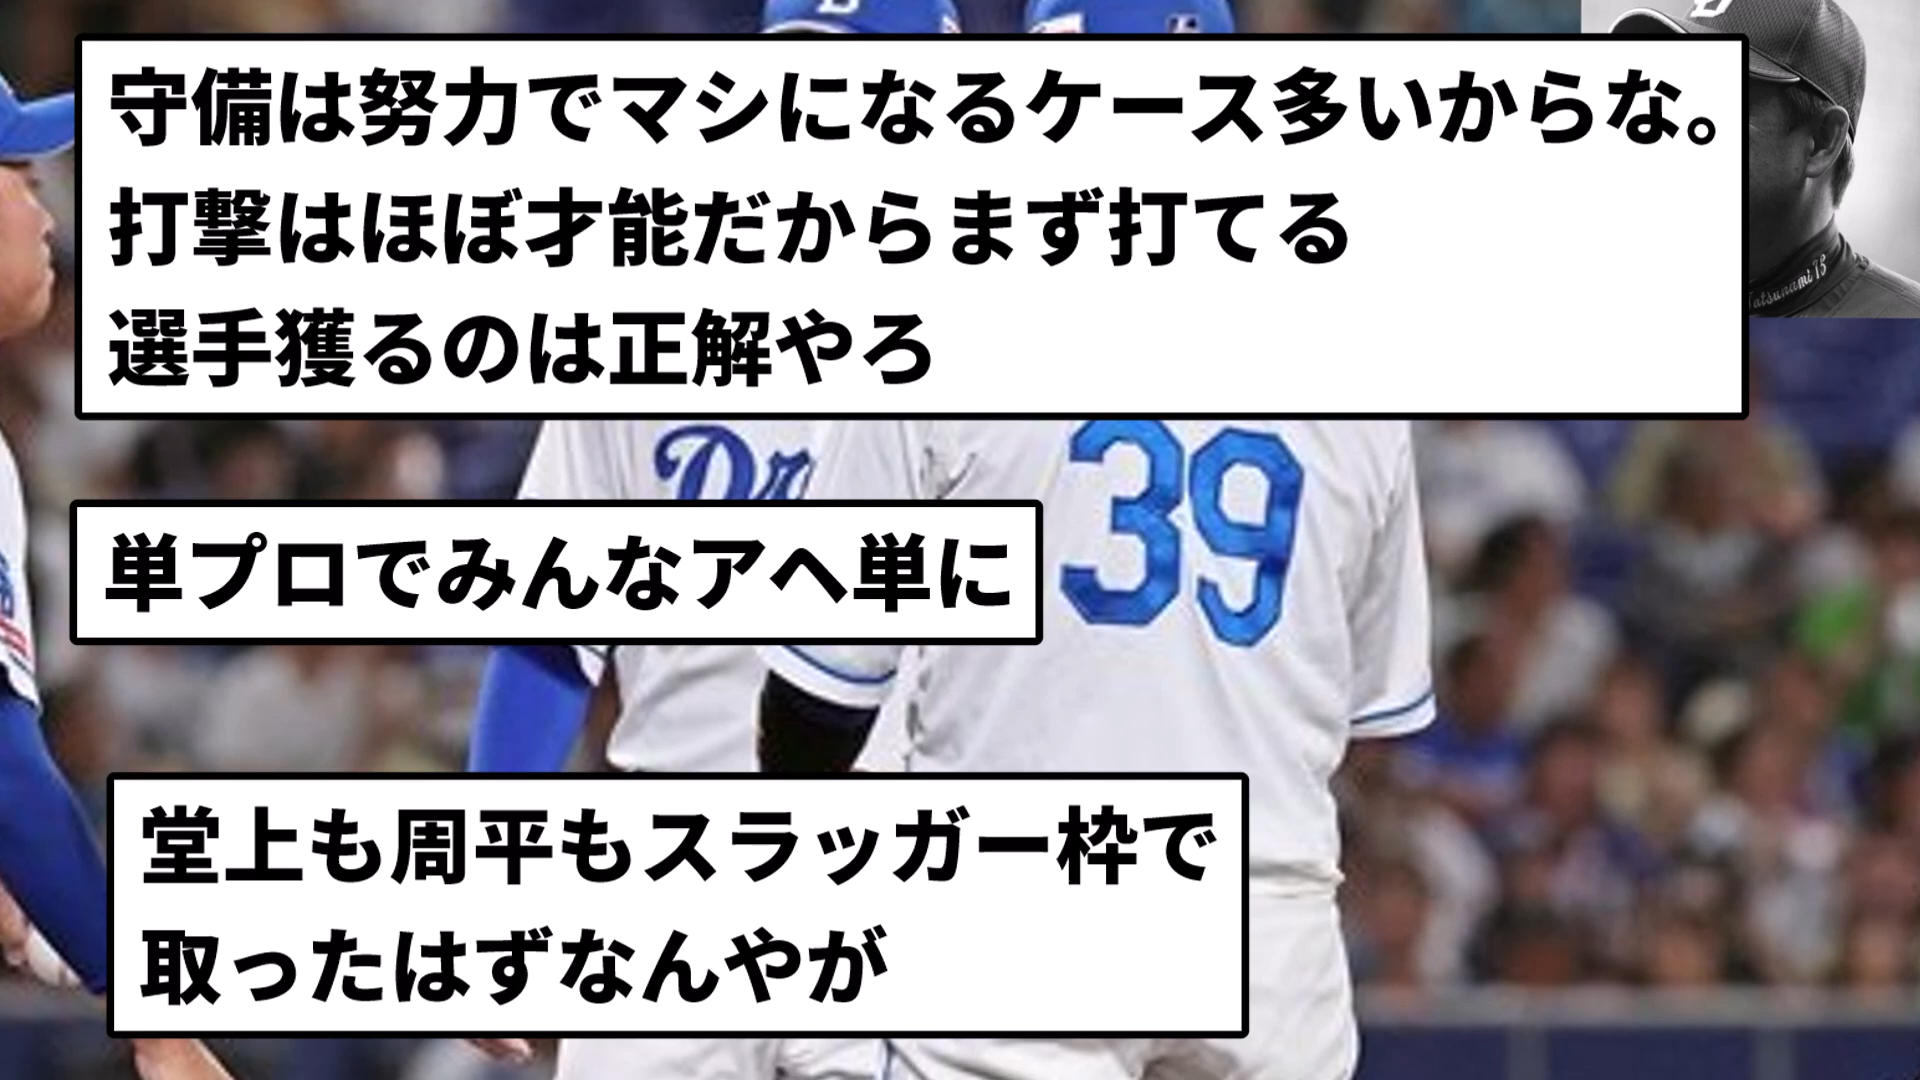 守備は努力でマシになるケース多いからな。
打撃はほぼ才能だからまず打てる
選手獲るのは正解やろ
Tatsunami 73
Dr
39
単プロでみんなアヘ単に
堂上も周平もスラッガー枠で
取ったはずなんやが